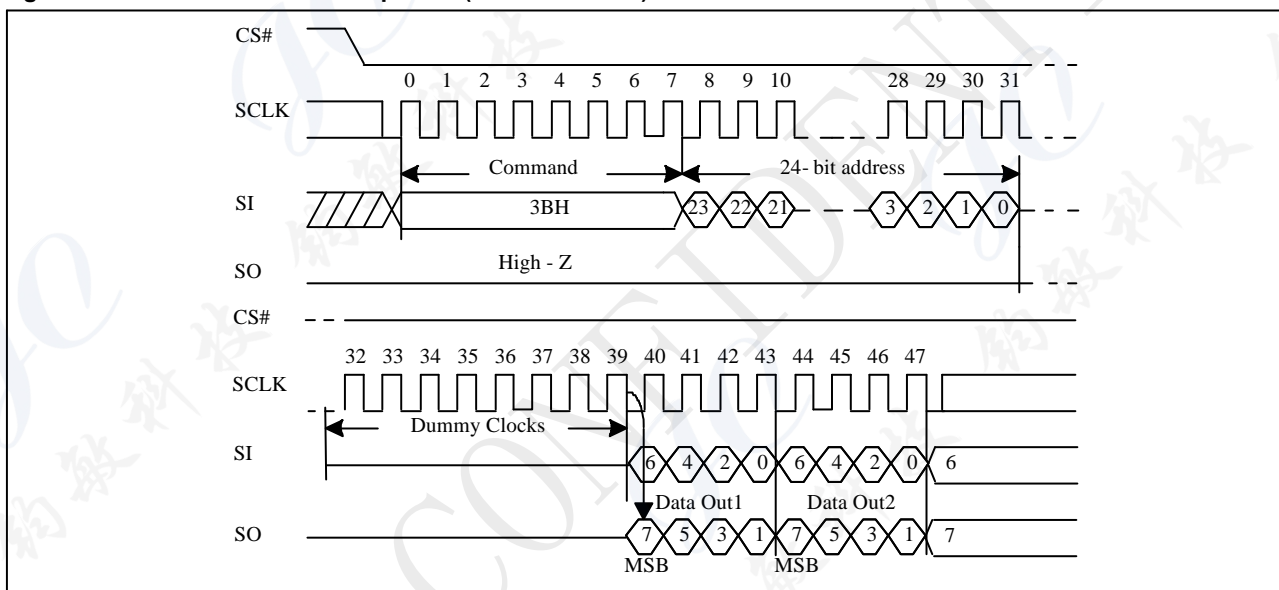 CS#
0 1 2 3 4 5 6 7 8 9 10 28 29 30 31
SCLK
Command 24- bit address
SI 3BH 23 22 21 3 2 1 0
High - Z
SO
CS#
32 33 34 35 36 37 38 39 40 41 42 43 44 45 46 47
SCLK
Dummy Clocks
SI 6 4 2 0 6 4 2 0 6
Data Out1 Data Out2
SO 7 5 3 1 7 5 3 1 7
MSB MSB
CONFIDENT